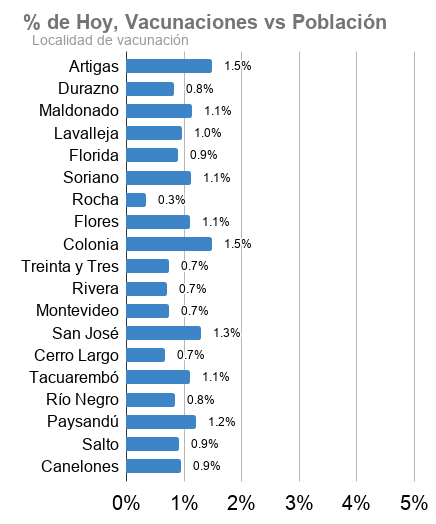 % de Hoy, Vacunaciones vs Población
Localidad de vacunación
Artigas 1.5%
Durazno 0.8%
Maldonado 1.1%
Lavalleja 1.0%
Florida 0.9%
Soriano 1.1%
Rocha 0.3%
Flores 1.1%
Colonia 1.5%
Treinta y Tres 0.7%
Rivera 0.7%
Montevideo 0.7%
San José 1.3%
Cerro Largo 0.7%
Tacuarembó 1.1%
Río Negro 0.8%
Paysandú 1.2%
Salto 0.9%
Canelones 0.9%
0% 1% 2% 3% 4% 5%